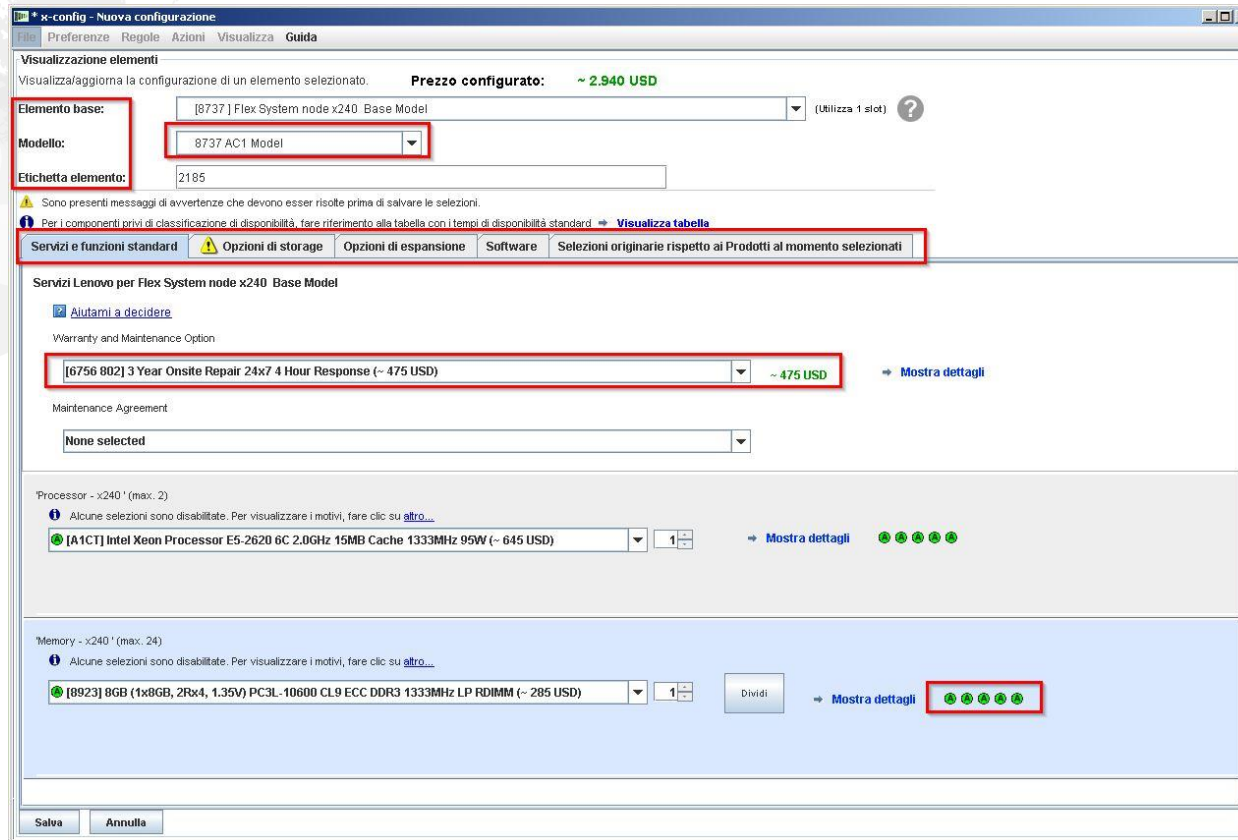 * x-config - Nuova configurazione
File Preferenze Regole Azioni Visualizza Guida
Visualizzazione elementi
Visualizza/aggiorna la configurazione di un elemento selezionato. Prezzo configurato: ~ 2.940 USD
Elemento base: [8737 ] Flex System node x240 Base Model (Utilizza 1 slot) ?
Modello: 8737 AC1 Model
Etichetta elemento: 2185
Sono presenti messaggi di avvertenze che devono esser risolte prima di salvare le selezioni.
Per i componenti privi di classificazione di disponibilità, fare riferimento alla tabella con i tempi di disponibilità standard ➡ Visualizza tabella
Servizi e funzioni standard Opzioni di storage Opzioni di espansione Software Selezioni originarie rispetto ai Prodotti al momento selezionati
Servizi Lenovo per Flex System node x240 Base Model
? Aiutami a decidere
Warranty and Maintenance Option
[6756 802] 3 Year Onsite Repair 24x7 4 Hour Response (~ 475 USD) ~ 475 USD ➡ Mostra dettagli
Maintenance Agreement
None selected
'Processor - x240 ' (max. 2)
Alcune selezioni sono disabilitate. Per visualizzare i motivi, fare clic su altro...
A [A1CT] Intel Xeon Processor E5-2620 6C 2.0GHz 15MB Cache 1333MHz 95W (~ 645 USD) 1 ➡ Mostra dettagli A A A A A
'Memory - x240 ' (max. 24)
Alcune selezioni sono disabilitate. Per visualizzare i motivi, fare clic su altro...
A [8923] 8GB (1x8GB, 2Rx4, 1.35V) PC3L-10600 CL9 ECC DDR3 1333MHz LP RDIMM (~ 285 USD) 1 Dividi ➡ Mostra dettagli A A A A A
Salva Annulla